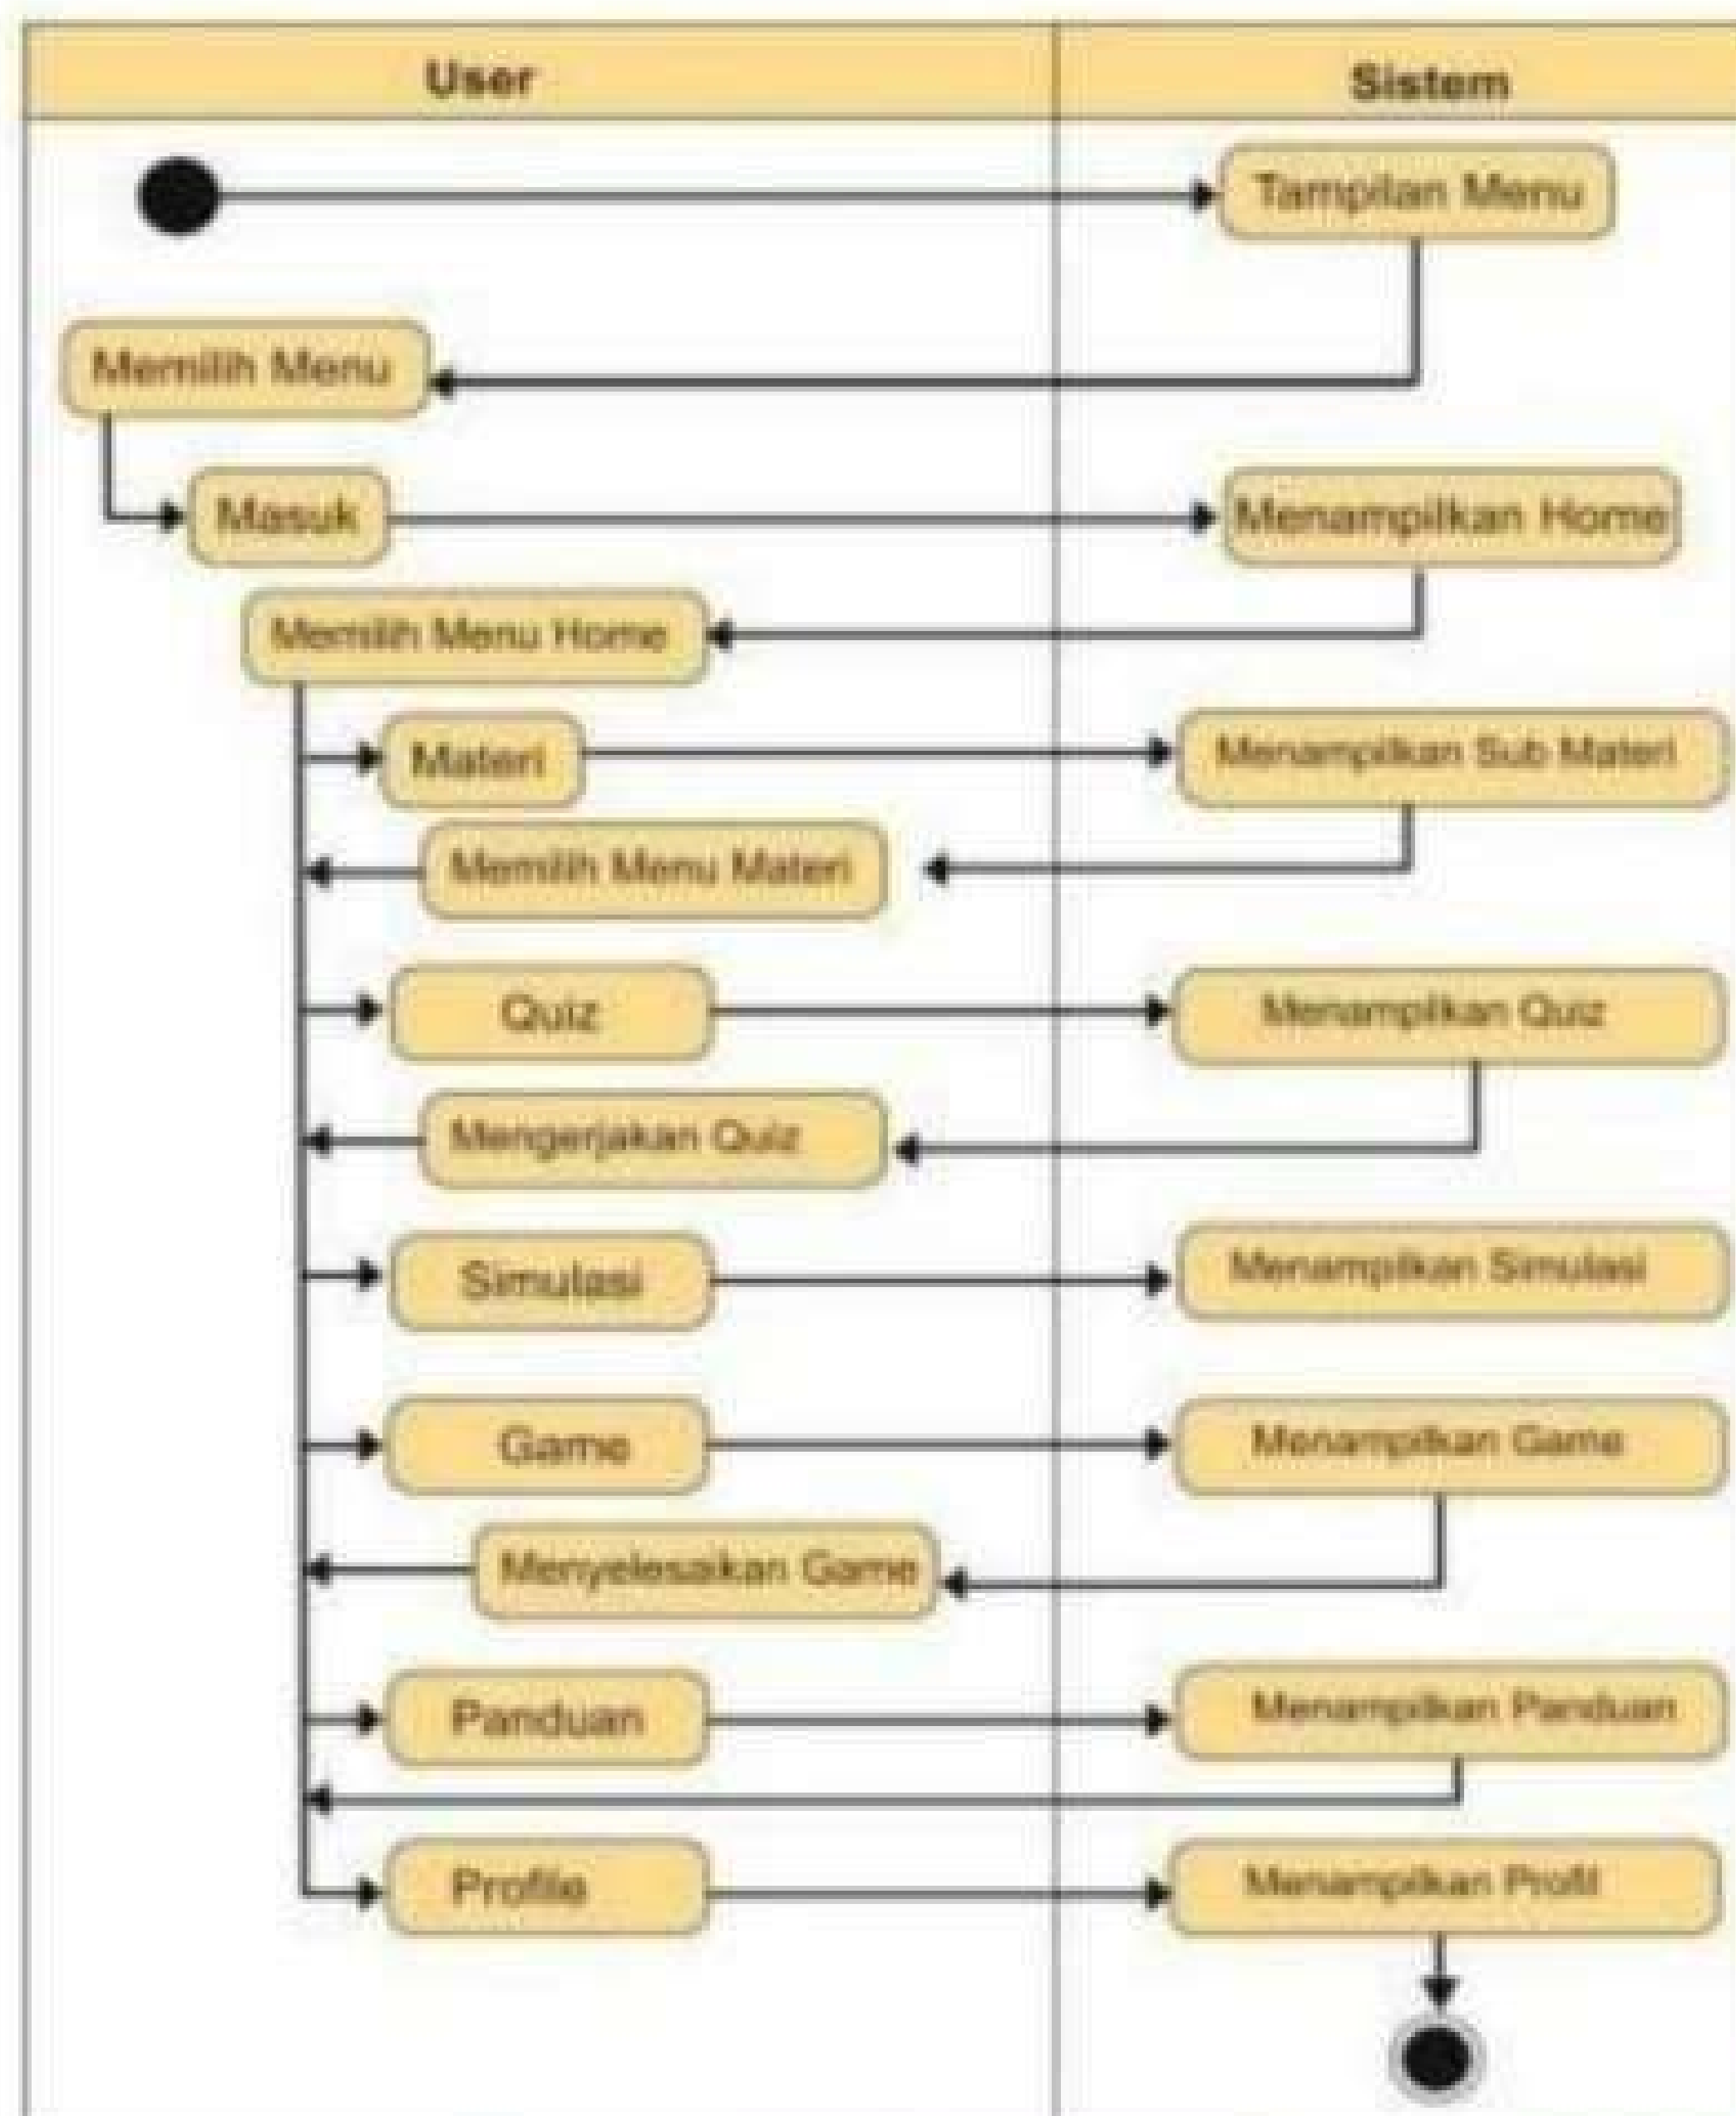 User
Sistem
Tampilan Menu
Memilih Menu
Masuk
Menampilkan Home
Memilih Menu Home
Materi
Menampilkan Sub Materi
Memilih Menu Materi
Quiz
Menampilkan Quiz
Mengerjakan Quiz
Simulasi
Menampilkan Simulasi
Game
Menampilkan Game
Menyelesaikan Game
Panduan
Menampilkan Panduan
Profile
Menampilkan Profil